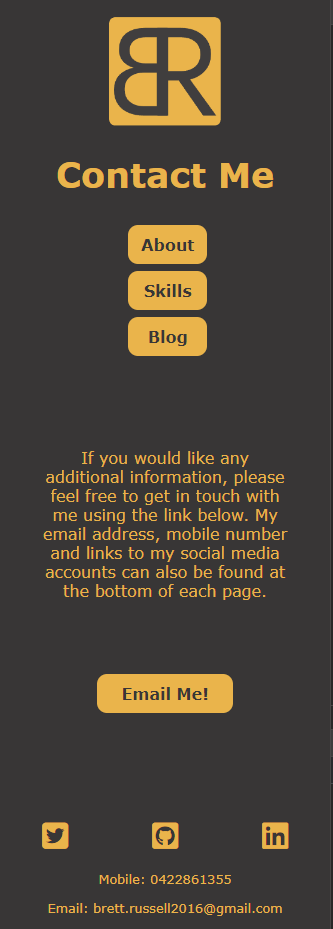 BR
Contact Me
About
Skills
Blog
If you would like any
additional information, please
feel free to get in touch with
me using the link below. My
email address, mobile number
and links to my social media
accounts can also be found at
the bottom of each page.
Email Me!
in
Mobile: 0422861355
Email: brett.russell2016@gmail.com